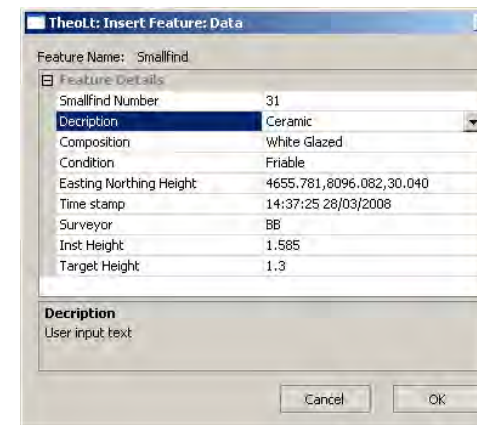 TheoLt: Insert Feature: Data
Feature Name: Smallfind
Feature Details
Smallfind Number 31
Decription Ceramic
Composition White Glazed
Condition Friable
Easting Northing Height 4655.781,8096.082,30.040
Time stamp 14:37:25 28/03/2008
Surveyor BB
Inst Height 1.585
Target Height 1.3
Decription
User input text
Cancel OK